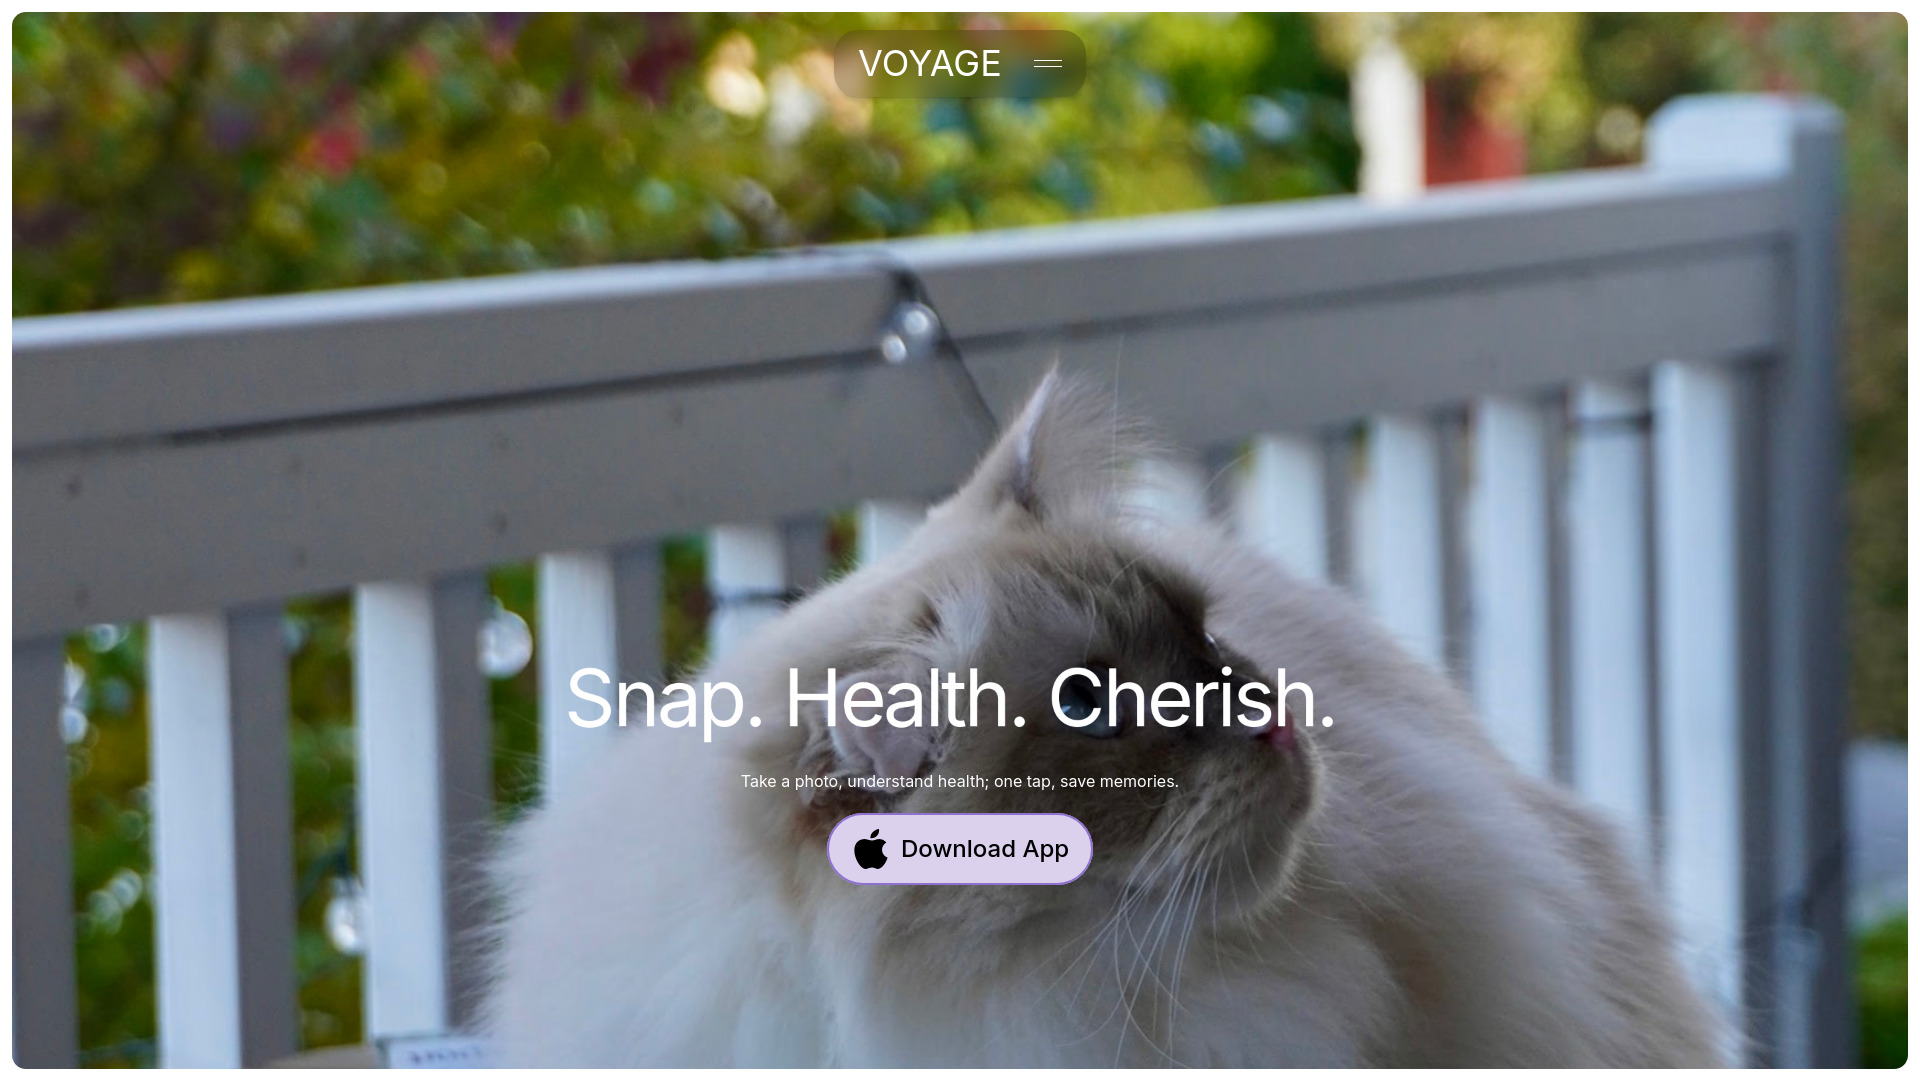 VOYAGE
Snap. Health. Cherish.
Take a photo, understand health; one tap, save memories.
Download App